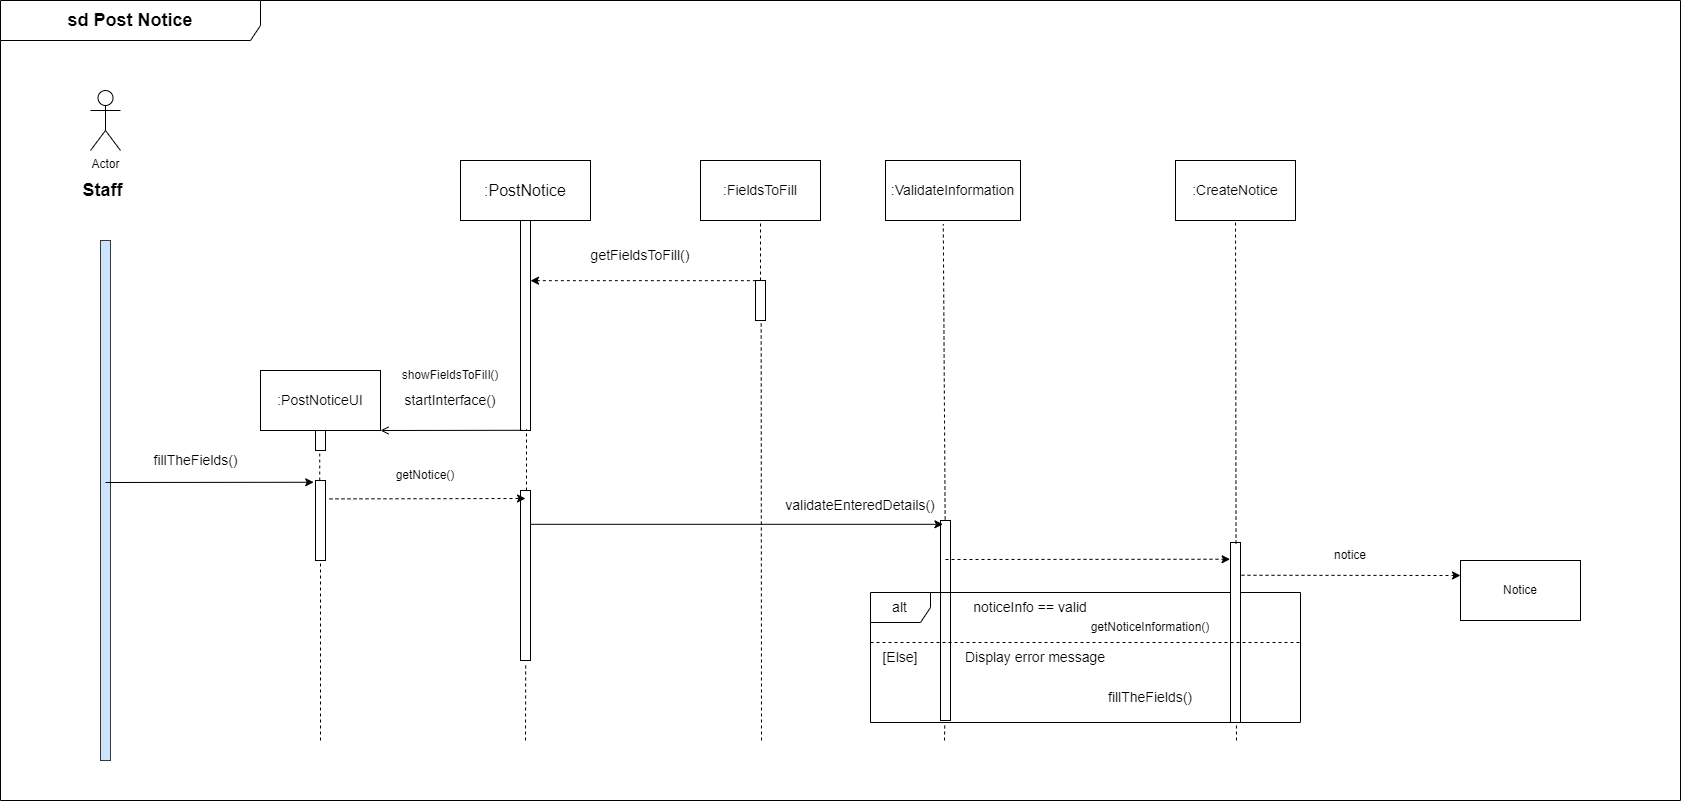 sd Post Notice
Actor
Staff
:PostNotice
:FieldsToFill
:ValidateInformation
:CreateNotice
getFieldsToFill()
showFieldsToFill()
:PostNoticeUI
startInterface()
fillTheFields()
getNotice()
validateEnteredDetails()
notice
Notice
alt
noticeInfo == valid
getNoticeInformation()
[Else]
Display error message
fillTheFields()